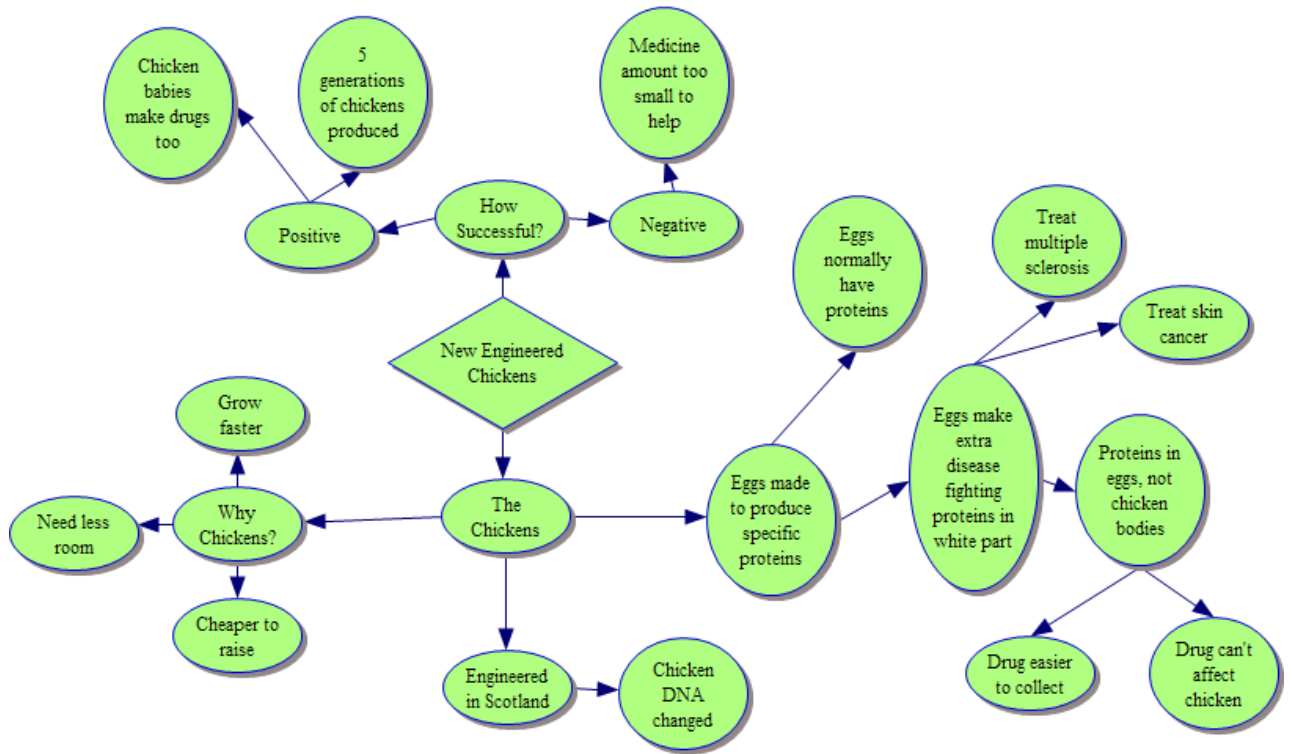 Chicken
babies
make drugs
too
5
generations
of chickens
produced
Medicine
amount too
small to
help
Positive
How
Successful?
Negative
Eggs
normally
have
proteins
Treat
multiple
sclerosis
Treat skin
cancer
New Engineered
Chickens
Grow
faster
Need less
room
Why
Chickens?
Cheaper to
raise
The
Chickens
Eggs made
to produce
specific
proteins
Eggs make
extra
disease
fighting
proteins in
white part
Proteins in
eggs, not
chicken
bodies
Engineered
in Scotland
Chicken
DNA
changed
Drug easier
to collect
Drug can't
affect
chicken